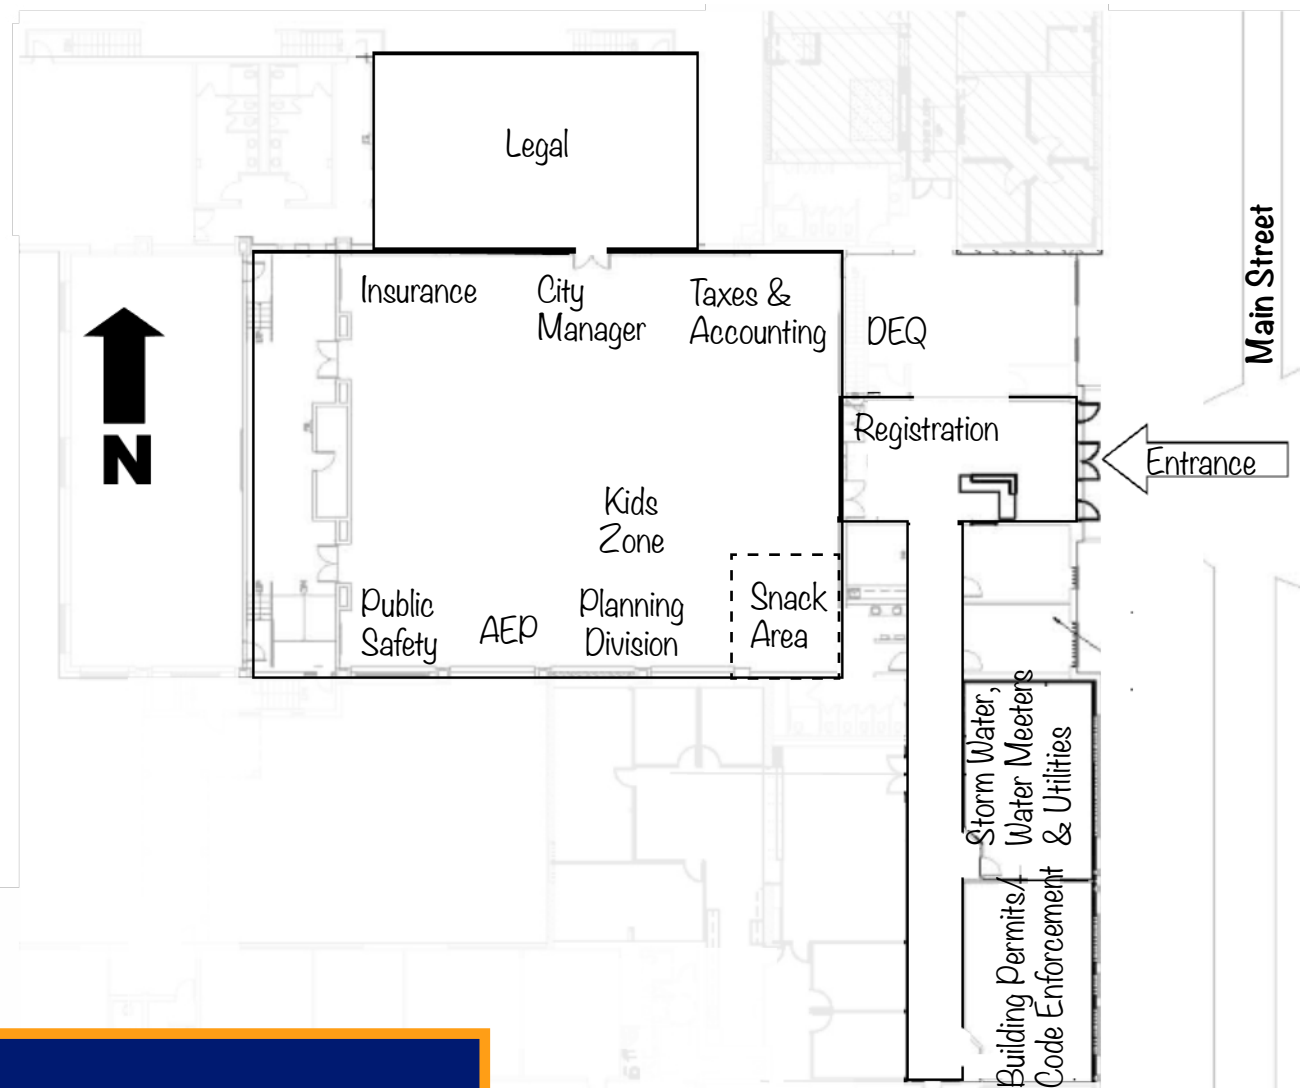 Legal
Main Street
Insurance
City
Manager
Taxes &
Accounting
DEQ
N
Registration
Entrance
Kids
Zone
Public
Safety
AEP
Planning
Division
Snack
Area
Storm Water,
Water Meeters
& Utilities
Building Permits/
Code Enforcement